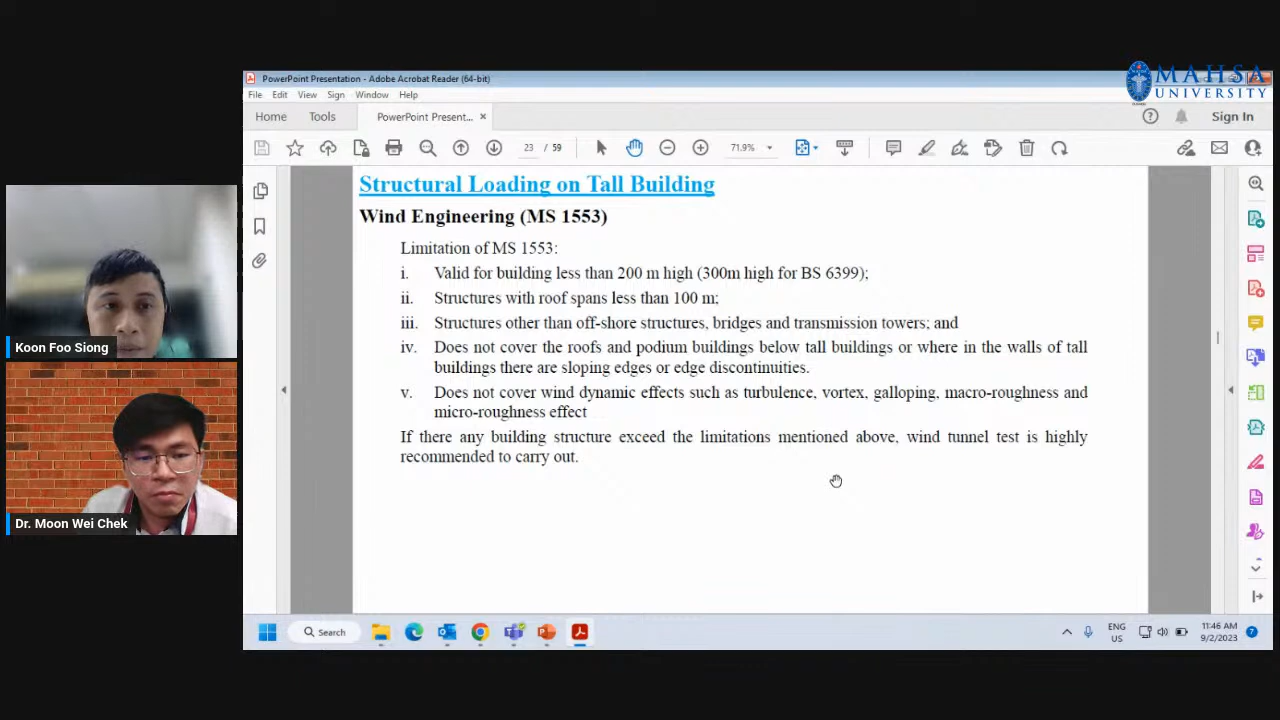 PowerPoint Presentation - Adobe Acrobat Reader (64-bit)
MAHSA
UNIVERSITY
File Edit View Sign Window Help
Home Tools PowerPoint Present... × Sign In
23 / 59 71.9%
Structural Loading on Tall Building
Wind Engineering (MS 1553)
Limitation of MS 1553:
i. Valid for building less than 200 m high (300m high for BS 6399);
ii. Structures with roof spans less than 100 m;
iii. Structures other than off-shore structures, bridges and transmission towers; and
iv. Does not cover the roofs and podium buildings below tall buildings or where in the walls of tall
buildings there are sloping edges or edge discontinuities.
v. Does not cover wind dynamic effects such as turbulence, vortex, galloping, macro-roughness and
micro-roughness effect
If there any building structure exceed the limitations mentioned above, wind tunnel test is highly
recommended to carry out.
Koon Foo Siong
Dr. Moon Wei Chek
Search
ENG
US
11:46 AM
9/2/2023
7